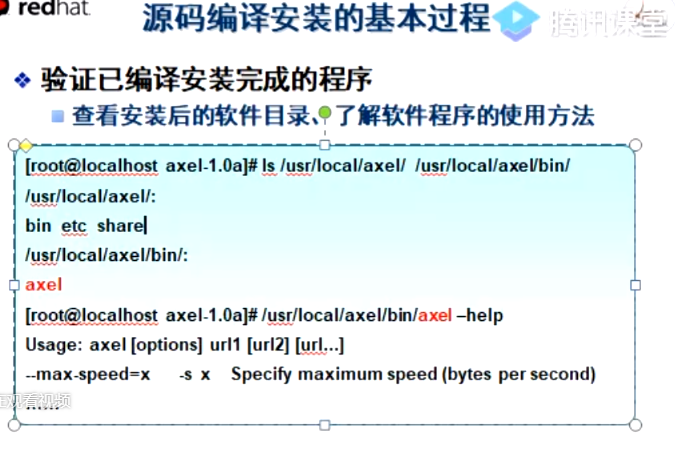 redhat.
源码编译安装的基本过程
腾讯课堂
验证已编译安装完成的程序
查看安装后的软件目录、了解软件程序的使用方法
[root@localhost axel-1.0a]# ls /usr/local/axel/ /usr/local/axel/bin/
/usr/local/axel/:
bin etc share
/usr/local/axel/bin/:
axel
[root@localhost axel-1.0a]# /usr/local/axel/bin/axel –help
Usage: axel [options] url1 [url2] [url...]
--max-speed=x -s x Specify maximum speed (bytes per second)
......
在观看视频